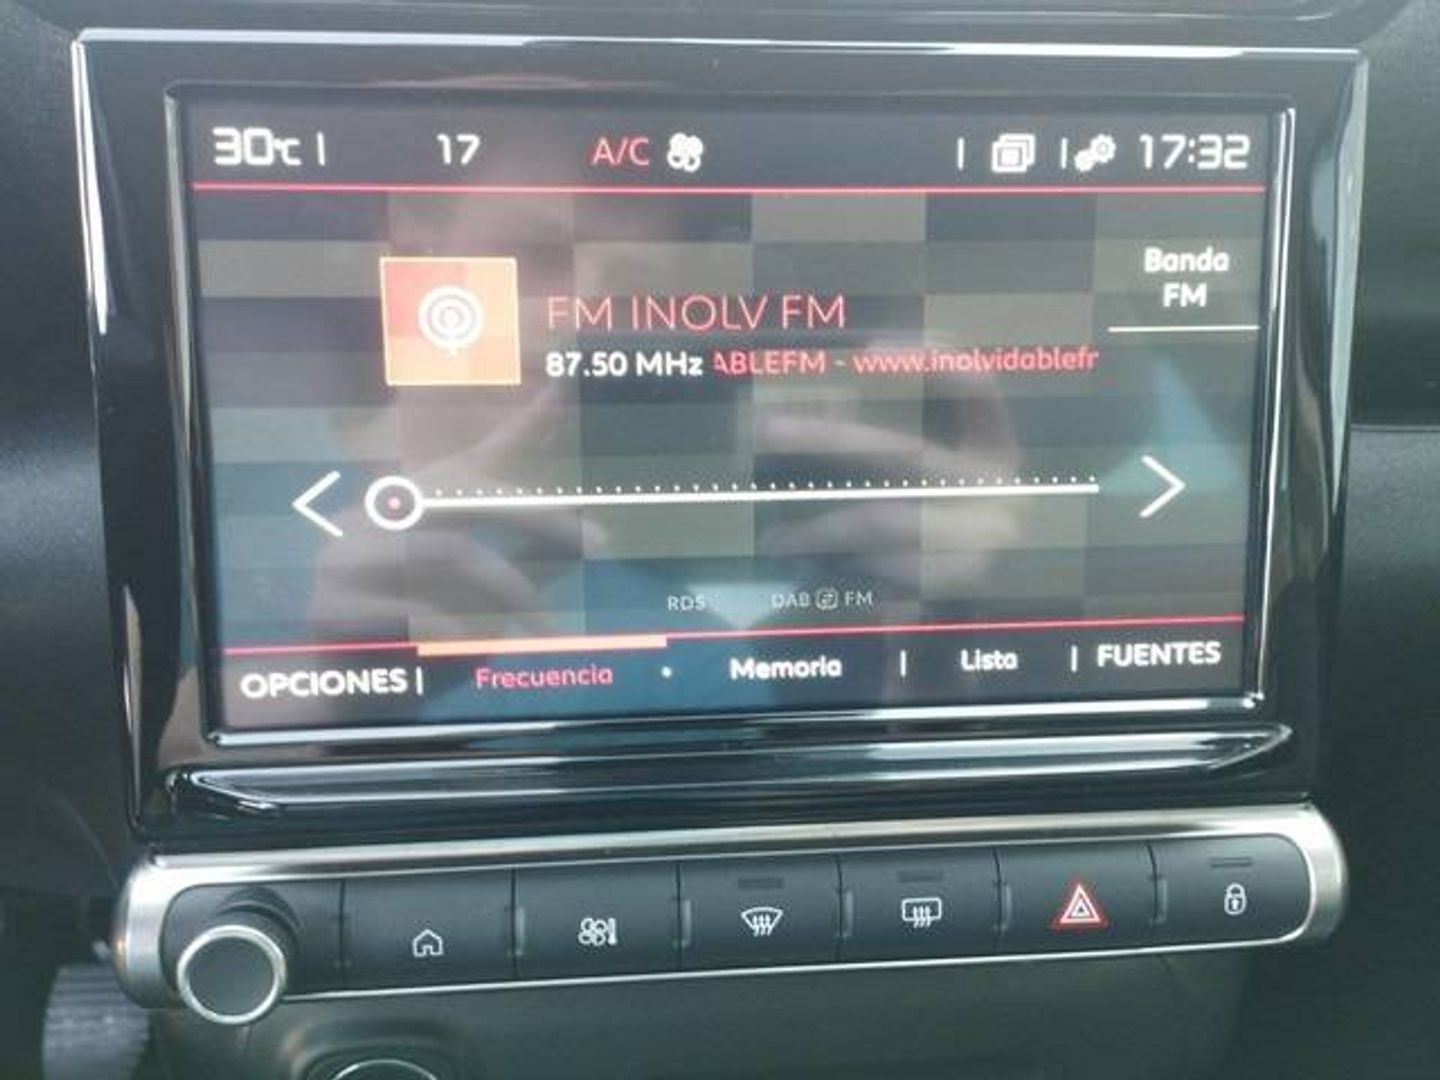 30°C | 17 A/C | | 17:32
Banda
FM
FM INOLV FM
87.50 MHz ABLEFM - www.inolvidablefr
RDS DAB FM
OPCIONES | Frecuencia • Memoria | Lista | FUENTES